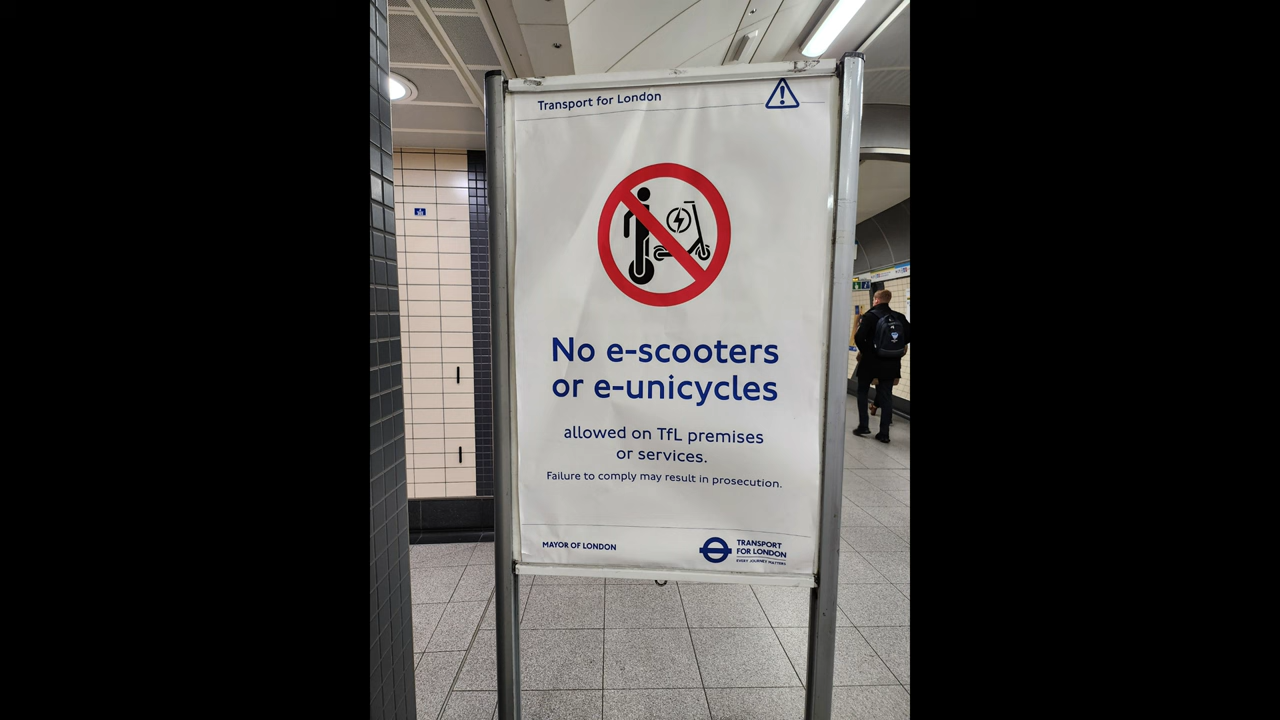 Transport for London
No e-scooters
or e-unicycles
allowed on TfL premises
or services.
Failure to comply may result in prosecution.
MAYOR OF LONDON
TRANSPORT
FOR LONDON
EVERY JOURNEY MATTERS